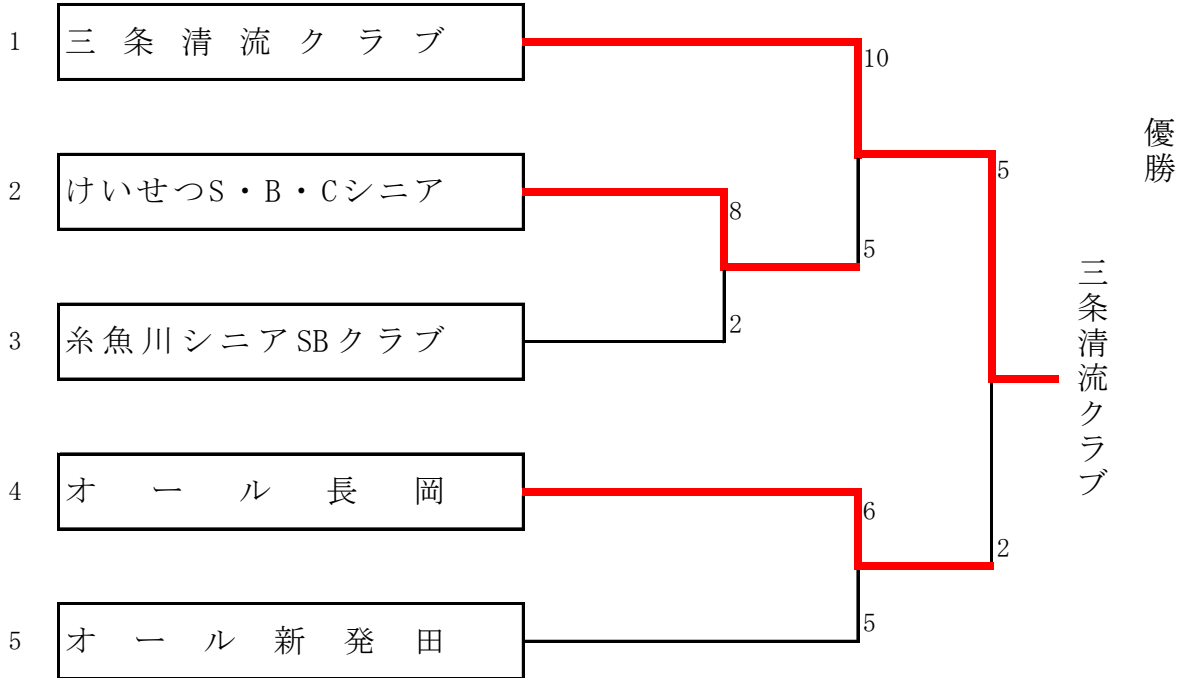 1 三条清流クラブ
10
優勝
2 けいせつS・B・Cシニア
8
5
5
3 糸魚川シニアSBクラブ
2
三条清流クラブ
4 オール長岡
6
2
5 オール新発田
5